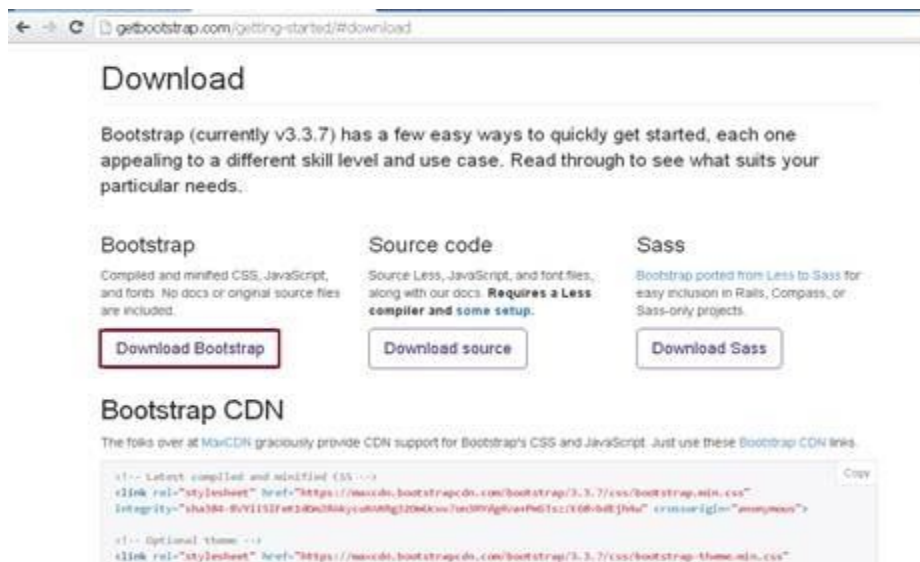 getbootstrap.com/getting-started/#download
Download
Bootstrap (currently v3.3.7) has a few easy ways to quickly get started, each one
appealing to a different skill level and use case. Read through to see what suits your
particular needs.
Bootstrap
Compiled and minified CSS, JavaScript,
and fonts. No docs or original source files
are included.
Download Bootstrap
Source code
Source Less, JavaScript, and font files,
along with our docs. Requires a Less
compiler and some setup.
Download source
Sass
Bootstrap ported from Less to Sass for
easy inclusion in Rails, Compass, or
Sass-only projects.
Download Sass
Bootstrap CDN
The folks over at MaxCDN graciously provide CDN support for Bootstrap's CSS and JavaScript. Just use these Bootstrap CDN links.
Copy
<!-- Latest compiled and minified CSS -->
<link rel="stylesheet" href="https://maxcdn.bootstrapcdn.com/bootstrap/3.3.7/css/bootstrap.min.css"
integrity= crossorigin="anonymous">
<!-- Optional theme -->
<link rel="stylesheet" href="https://maxcdn.bootstrapcdn.com/bootstrap/3.3.7/css/bootstrap-theme.min.css"